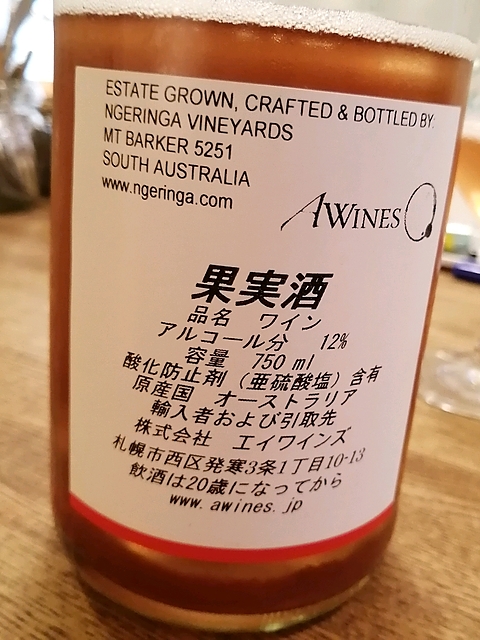 ESTATE GROWN, CRAFTED & BOTTLED BY:
NGERINGA VINEYARDS
MT BARKER 5251
SOUTH AUSTRALIA
www.ngeringa.com
AWINES
果実酒
品名 ワイン
アルコール分 12%
容量 750 ml
酸化防止剤（亜硫酸塩）含有
原産国 オーストラリア
輸入者および引取先
株式会社 エイワインズ
札幌市西区発寒3条1丁目10-13
飲酒は20歳になってから
www.awines.jp